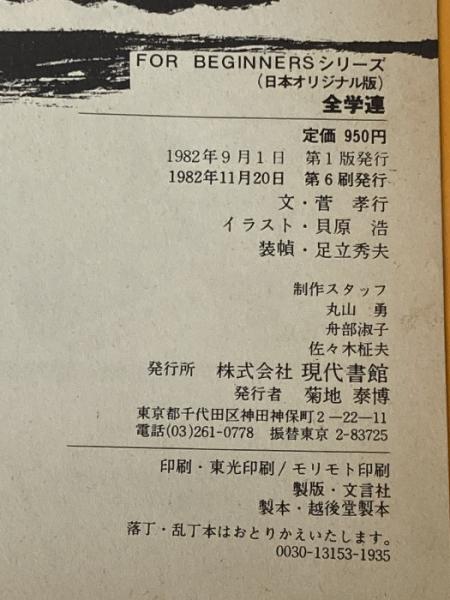 FOR BEGINNERSシリーズ
(日本オリジナル版)
全学連
定価 950円
1982年9月1日 第1版発行
1982年11月20日 第6刷発行
文・菅 孝行
イラスト・貝原 浩
装幀・足立秀夫
制作スタッフ
丸山 勇
舟部淑子
佐々木柾夫
発行所 株式会社 現代書館
発行者 菊地 泰博
東京都千代田区神田神保町2―22―11
電話(03)261-0778 振替東京 2-83725
印刷・東光印刷/モリモト印刷
製版・文言社
製本・越後堂製本
落丁・乱丁本はおとりかえいたします。
0030-13153-1935